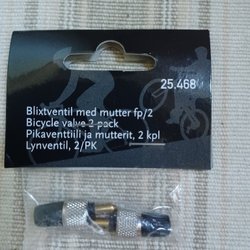 25.468
Blixtventil med mutter fp/2
Bicycle valve 2-pack
Pikaventtiili ja mutterit, 2 kpl
Lynventil, 2/PK